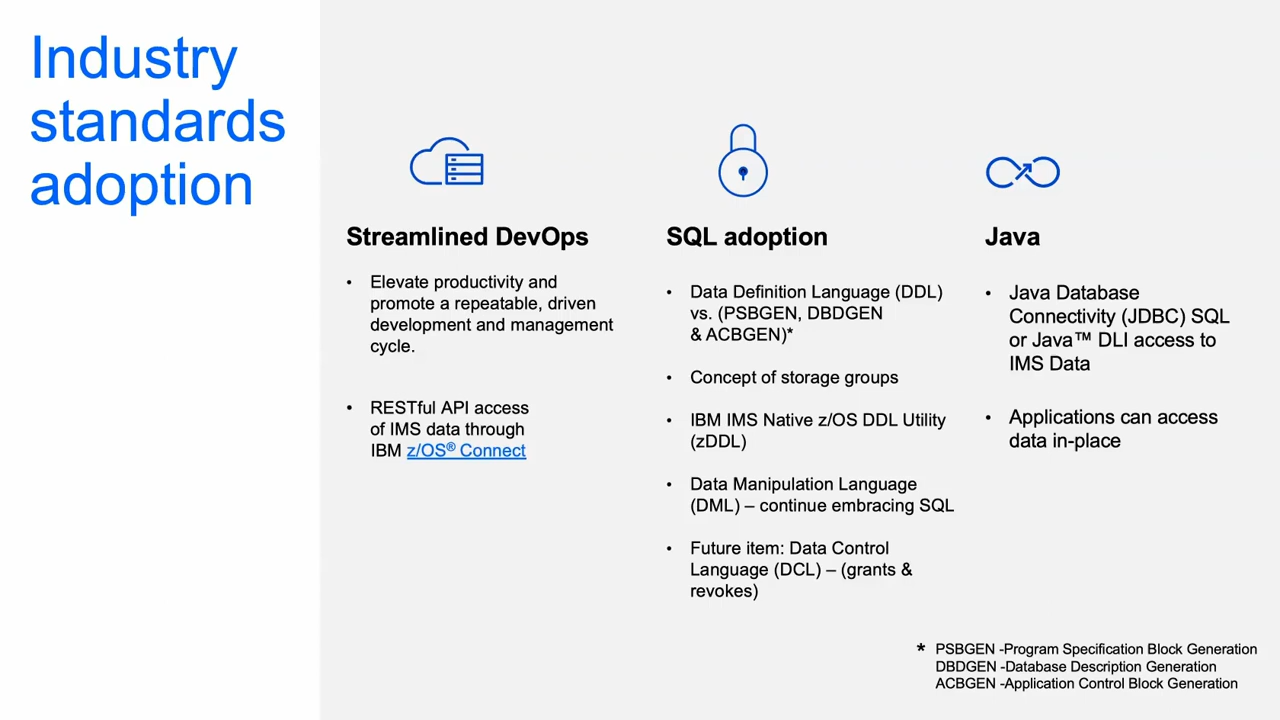 Industry
standards
adoption
Streamlined DevOps
• Elevate productivity and
promote a repeatable, driven
development and management
cycle.
• RESTful API access
of IMS data through
IBM z/OS® Connect
SQL adoption
• Data Definition Language (DDL)
vs. (PSBGEN, DBDGEN
& ACBGEN)*
• Concept of storage groups
• IBM IMS Native z/OS DDL Utility
(zDDL)
• Data Manipulation Language
(DML) – continue embracing SQL
• Future item: Data Control
Language (DCL) – (grants &
revokes)
Java
• Java Database
Connectivity (JDBC) SQL
or Java™ DLI access to
IMS Data
• Applications can access
data in-place
* PSBGEN -Program Specification Block Generation
DBDGEN -Database Description Generation
ACBGEN -Application Control Block Generation